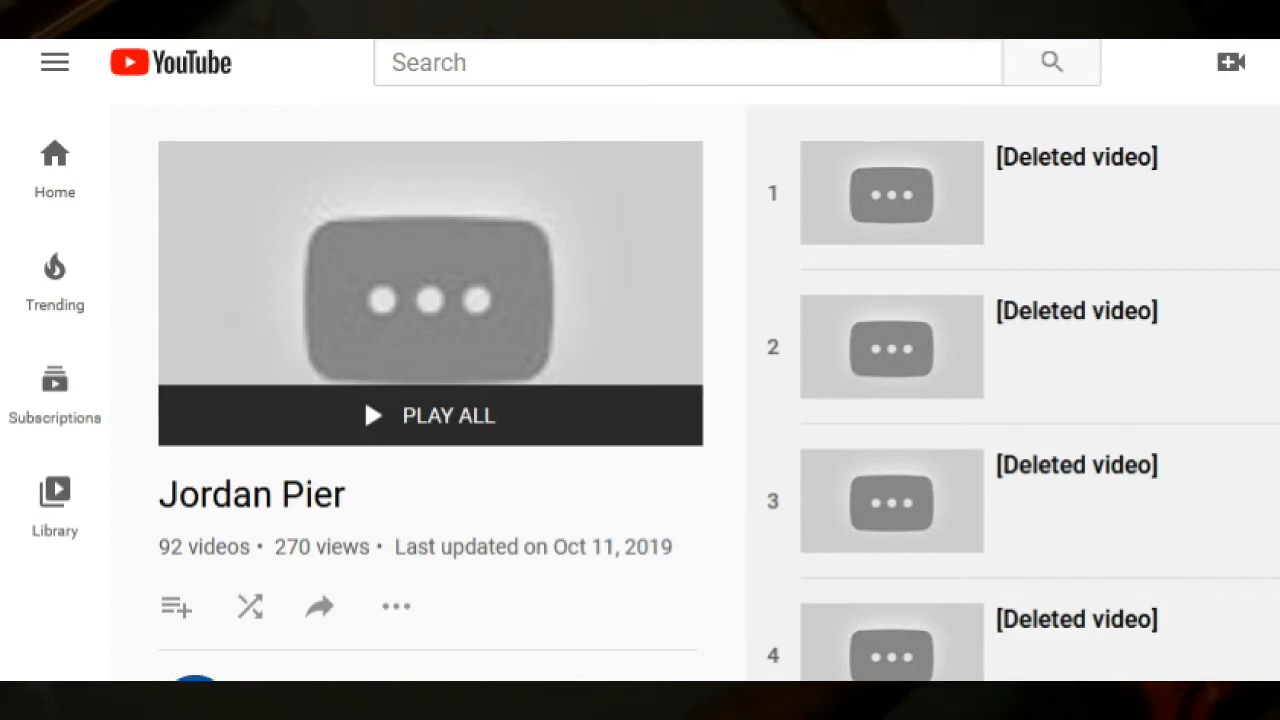 YouTube
Search
Home
Trending
Subscriptions
Library
PLAY ALL
Jordan Pier
92 videos • 270 views • Last updated on Oct 11, 2019
1
[Deleted video]
2
[Deleted video]
3
[Deleted video]
4
[Deleted video]